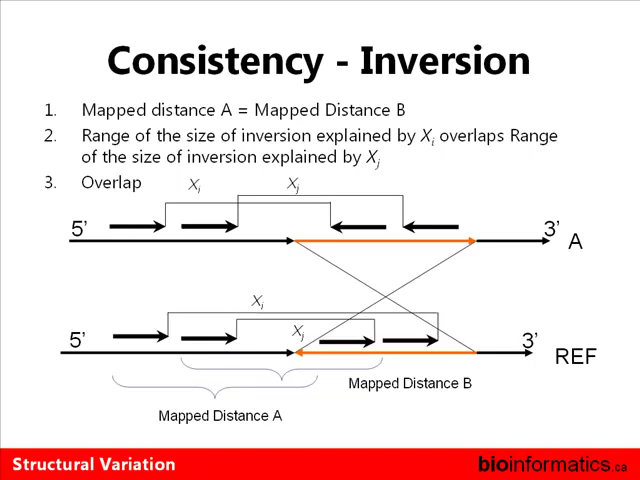 Consistency - Inversion
1. Mapped distance A = Mapped Distance B
2. Range of the size of inversion explained by Xi overlaps Range
of the size of inversion explained by Xj
3. Overlap
Xi Xj
5’ 3’
A
Xi
5’ Xj 3’
REF
Mapped Distance B
Mapped Distance A
Structural Variation
bioinformatics.ca